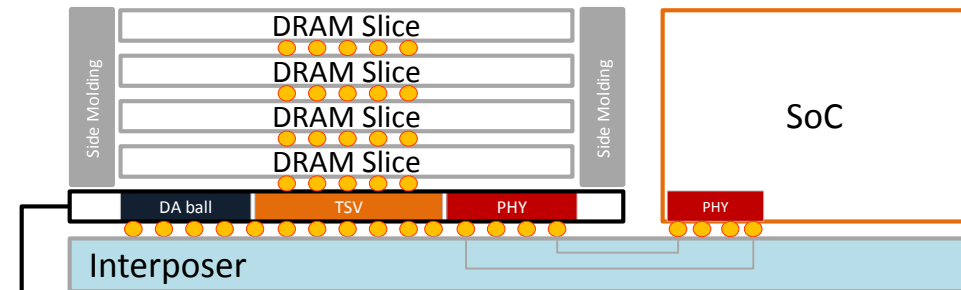 DRAM Slice
DRAM Slice
DRAM Slice
DRAM Slice
Side Molding
Side Molding
SoC
DA ball
TSV
PHY
PHY
Interposer